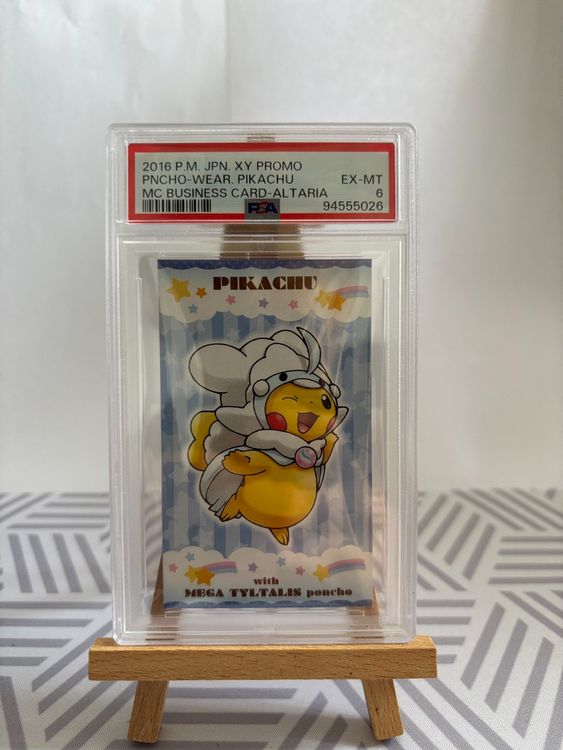 2016 P.M. JPN. XY PROMO
PNCHO-WEAR. PIKACHU EX-MT
MC BUSINESS CARD-ALTARIA 6
PSA 94555026
PIKACHU
with
MEGA TYLTALIS poncho